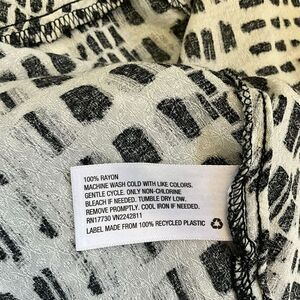 100% RAYON
MACHINE WASH COLD WITH LIKE COLORS.
GENTLE CYCLE. ONLY NON-CHLORINE
BLEACH IF NEEDED. TUMBLE DRY LOW.
REMOVE PROMPTLY. COOL IRON IF NEEDED.
RN17730 VN2242811
LABEL MADE FROM 100% RECYCLED PLASTIC